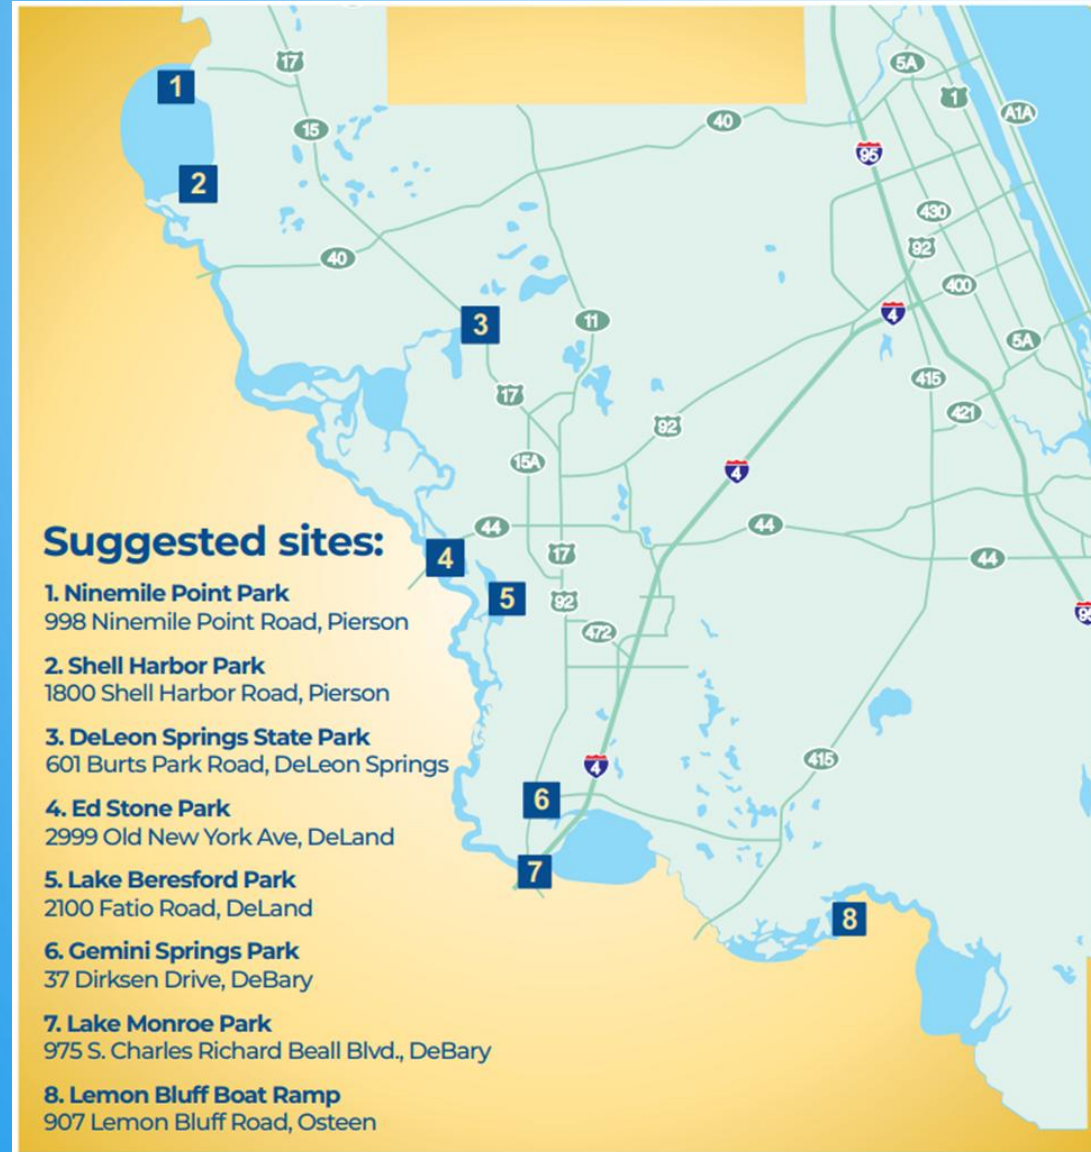 1
17
5A
1
A1A
15
40
95
2
430
92
40
400
4
3
11
5A
17
415
421
92
15A
4
Suggested sites:
44
44
4
17
44
1. Ninemile Point Park
998 Ninemile Point Road, Pierson
5
92
472
2. Shell Harbor Park
1800 Shell Harbor Road, Pierson
3. DeLeon Springs State Park
601 Burts Park Road, DeLeon Springs
4
415
4. Ed Stone Park
2999 Old New York Ave, DeLand
6
5. Lake Beresford Park
2100 Fatio Road, DeLand
7
8
6. Gemini Springs Park
37 Dirksen Drive, DeBary
7. Lake Monroe Park
975 S. Charles Richard Beall Blvd., DeBary
8. Lemon Bluff Boat Ramp
907 Lemon Bluff Road, Osteen